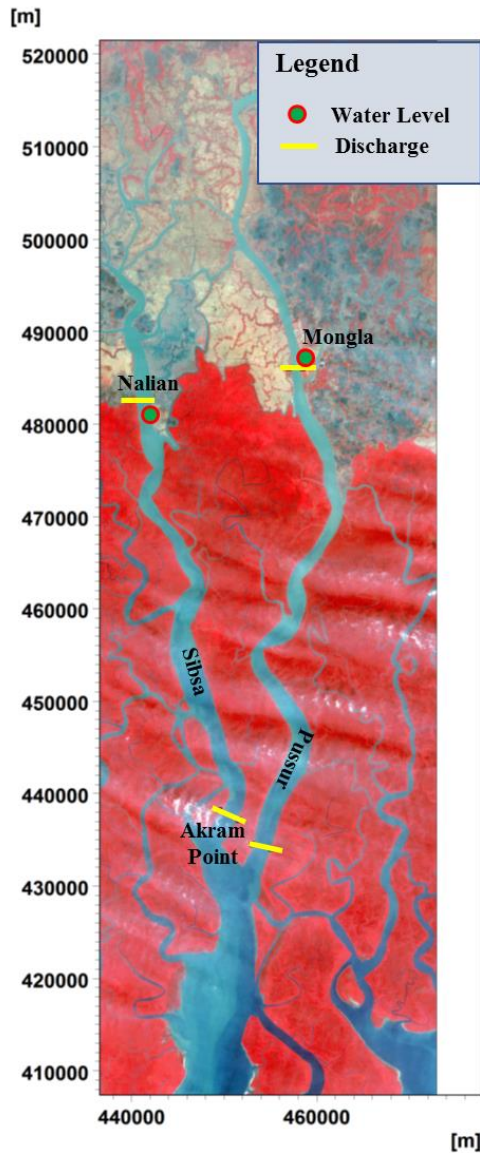 [m]
520000
Legend
Water Level
510000
Discharge
500000
490000
Mongla
Nalian
480000
470000
460000
Sibsa
450000
Pussur
440000
Akram
Point
430000
420000
410000
440000
460000
[m]